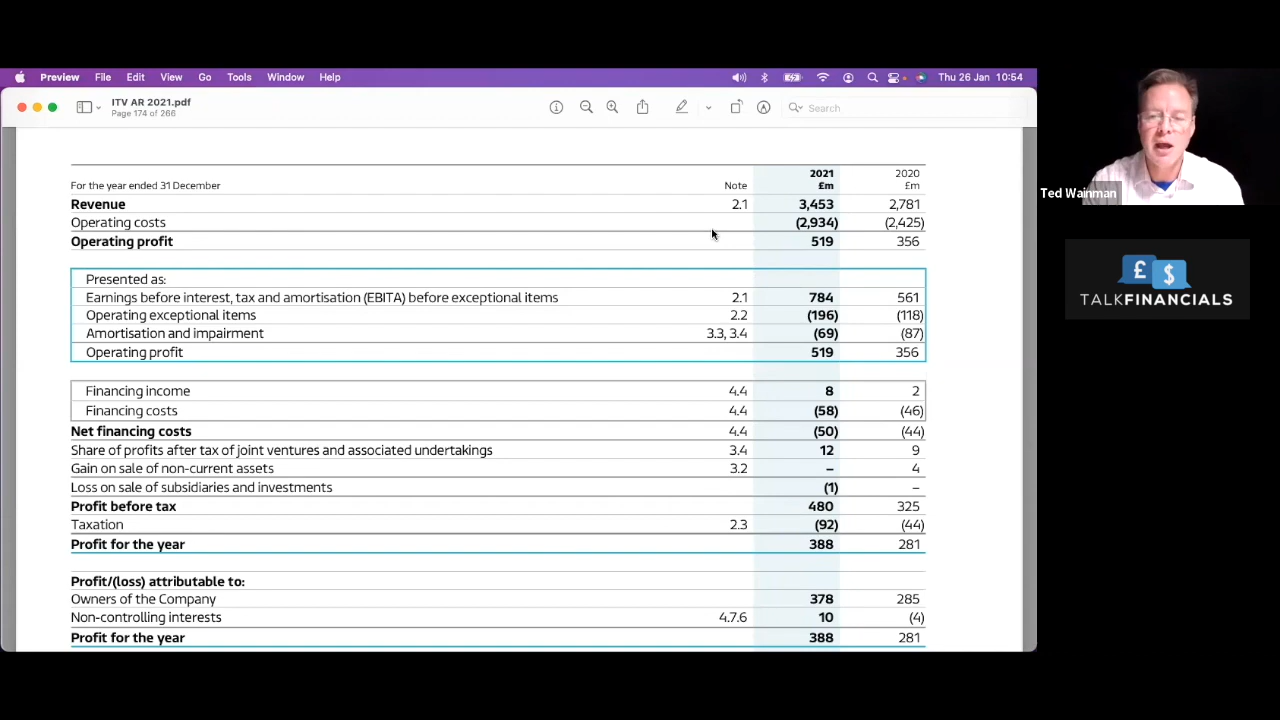 Preview File Edit View Go Tools Window Help Thu 26 Jan 10:54
ITV AR 2021.pdf
Page 174 of 266
Search
2021 2020
For the year ended 31 December Note £m £m
Revenue 2.1 3,453 2,781
Operating costs (2,934) (2,425)
Operating profit 519 356
Presented as:
Earnings before interest, tax and amortisation (EBITA) before exceptional items 2.1 784 561
Operating exceptional items 2.2 (196) (118)
Amortisation and impairment 3.3, 3.4 (69) (87)
Operating profit 519 356
Financing income 4.4 8 2
Financing costs 4.4 (58) (46)
Net financing costs 4.4 (50) (44)
Share of profits after tax of joint ventures and associated undertakings 3.4 12 9
Gain on sale of non-current assets 3.2 – 4
Loss on sale of subsidiaries and investments (1) –
Profit before tax 480 325
Taxation 2.3 (92) (44)
Profit for the year 388 281
Profit/(loss) attributable to:
Owners of the Company 378 285
Non-controlling interests 4.7.6 10 (4)
Profit for the year 388 281
Ted Wainman
£ $
TALKFINANCIALS